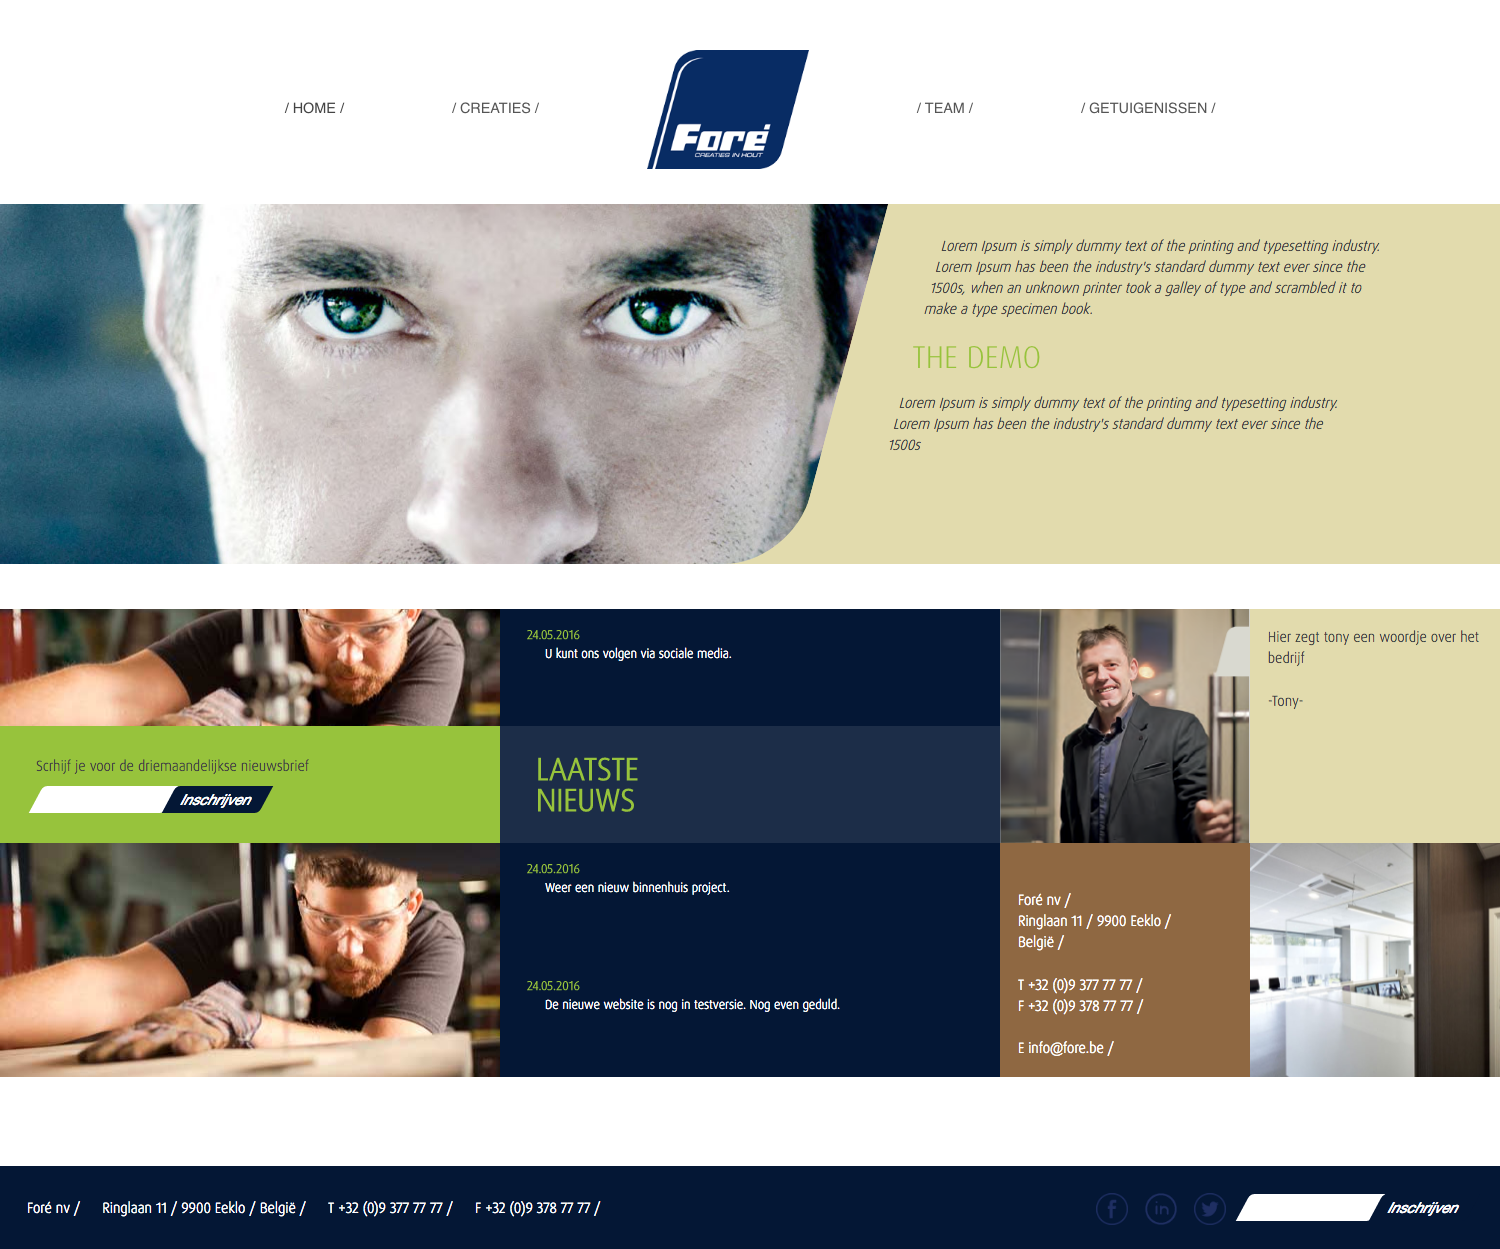 / HOME /
/ CREATIES /
Foré
CREATIES IN HOUT
/ TEAM /
/ GETUIGENISSEN /
Lorem Ipsum is simply dummy text of the printing and typesetting industry.
Lorem Ipsum has been the industry's standard dummy text ever since the
1500s, when an unknown printer took a galley of type and scrambled it to
make a type specimen book.
THE DEMO
Lorem Ipsum is simply dummy text of the printing and typesetting industry.
Lorem Ipsum has been the industry's standard dummy text ever since the
1500s
Scrhijf je voor de driemaandelijkse nieuwsbrief
Inschrijven
24.05.2016
U kunt ons volgen via sociale media.
LAATSTE
NIEUWS
24.05.2016
Weer een nieuw binnenhuis project.
24.05.2016
De nieuwe website is nog in testversie. Nog even geduld.
Hier zegt tony een woordje over het
bedrijf
-Tony-
Foré nv /
Ringlaan 11 / 9900 Eeklo /
België /
T +32 (0)9 377 77 77 /
F +32 (0)9 378 77 77 /
E info@fore.be /
Foré nv / Ringlaan 11 / 9900 Eeklo / België / T +32 (0)9 377 77 77 / F +32 (0)9 378 77 77 /
f
in
Inschrijven